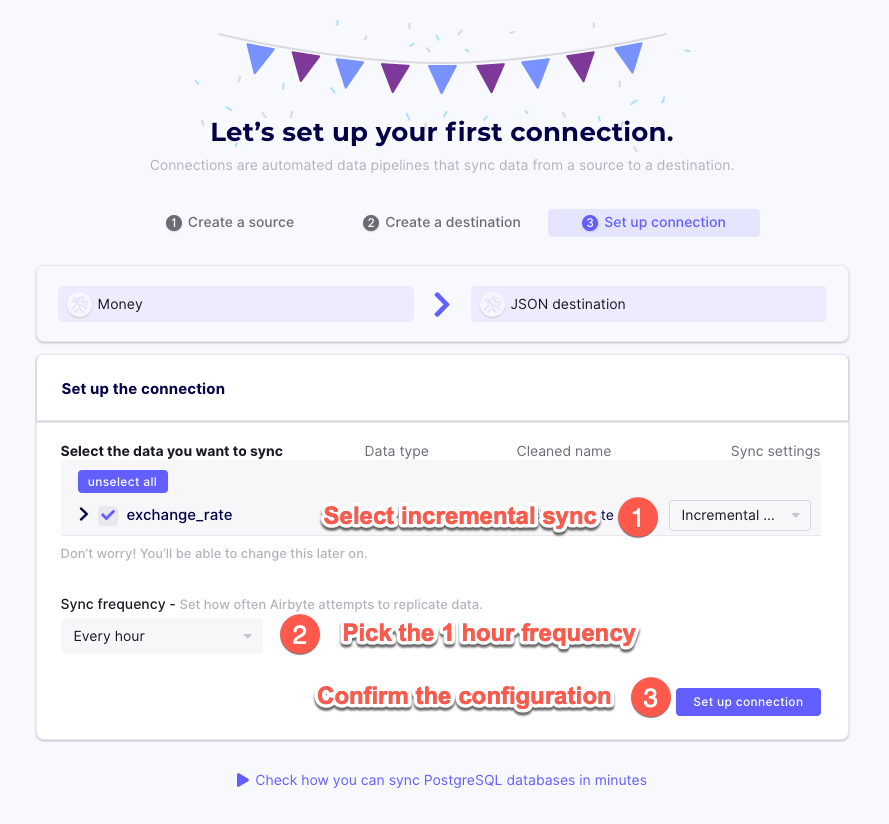 Let’s set up your first connection.
Connections are automated data pipelines that sync data from a source to a destination.
1 Create a source 2 Create a destination 3 Set up connection
Money JSON destination
Set up the connection
Select the data you want to sync Data type Cleaned name Sync settings
unselect all
exchange_rate Select incremental sync te 1 Incremental ...
Don’t worry! You’ll be able to change this later on.
Sync frequency - Set how often Airbyte attempts to replicate data.
Every hour 2 Pick the 1 hour frequency
Confirm the configuration 3 Set up connection
Check how you can sync PostgreSQL databases in minutes